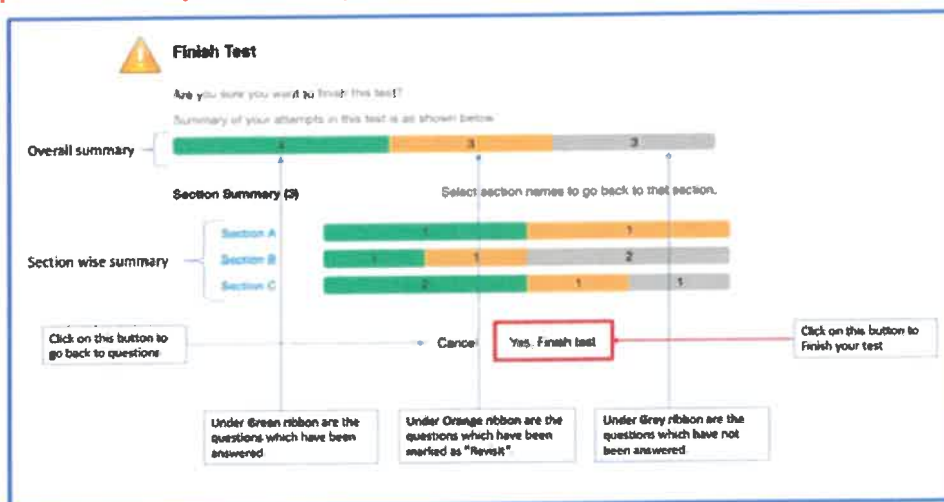 Finish Test
Are you sure you want to finish this test?
Summary of your attempts in this test is as shown below
Overall summary
4 3 3
Section Summary (3) Select section names to go back to that section.
Section A 1 1
Section wise summary
Section B 1 1 2
Section C 2 1 1
Click on this button to
go back to questions
Cancel
Yes, Finish test
Click on this button to
Finish your test
Under Green ribbon are the
questions which have been
answered
Under Orange ribbon are the
questions which have been
marked as "Revisit"
Under Grey ribbon are the
questions which have not
been answered